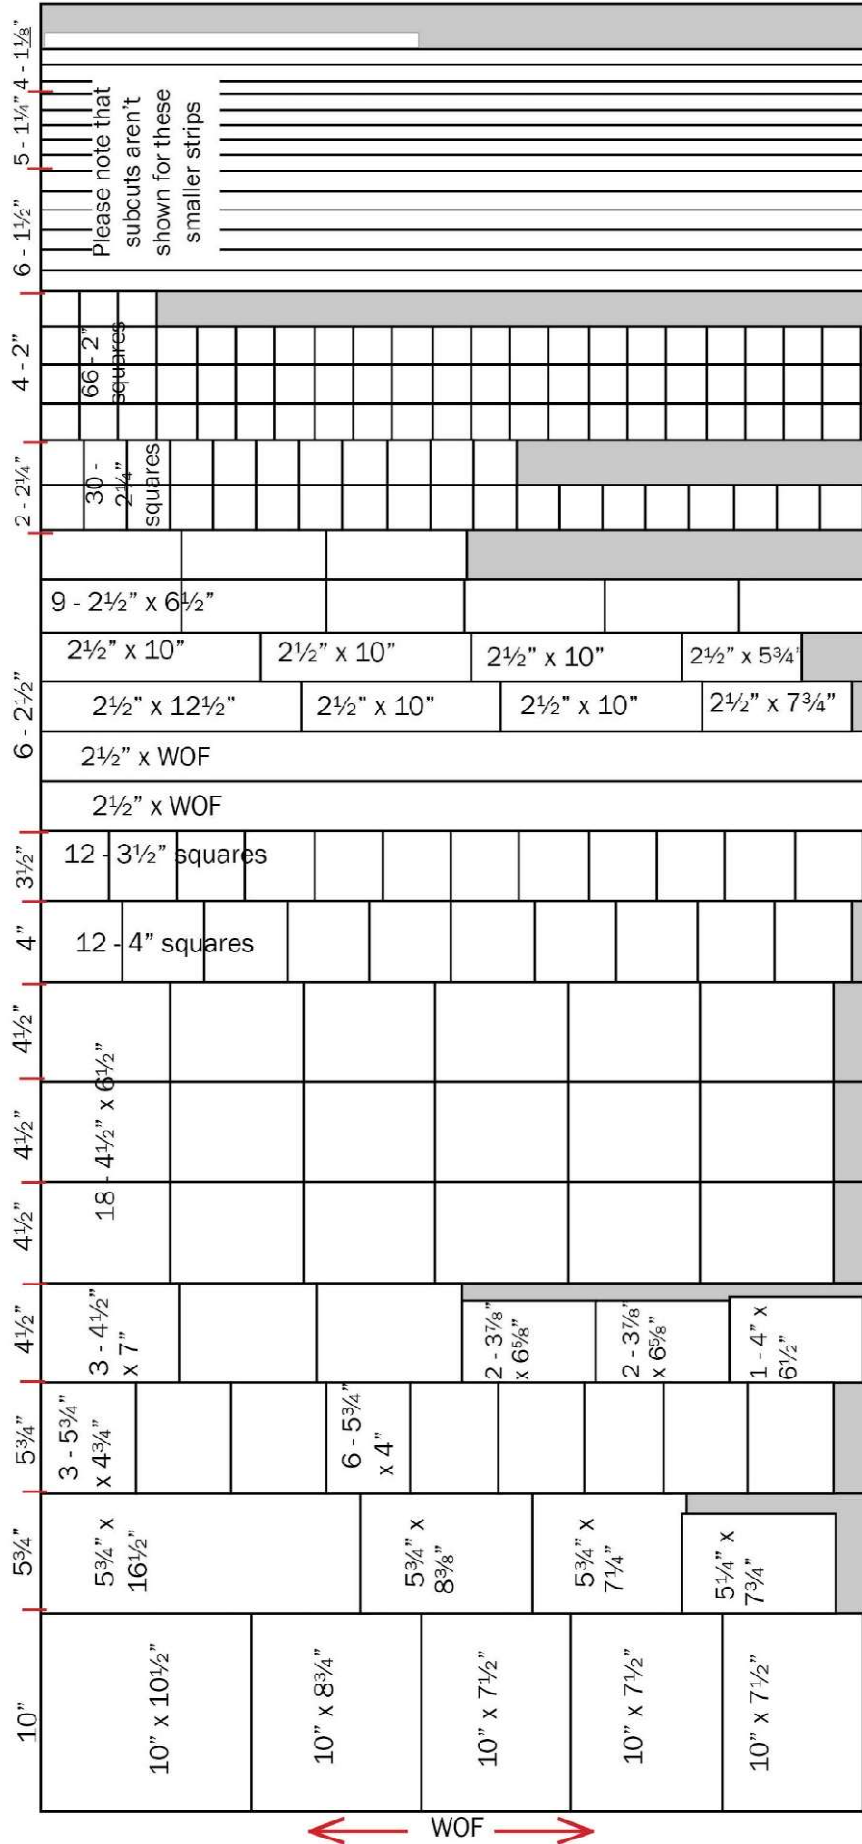 4 - 1⅛"
5 - 1¼"
6 - 1½"
Please note that
subcuts aren't
shown for these
smaller strips
4 - 2"
66 - 2"
squares
2 - 2¼"
30 -
2¼"
squares
6 - 2½"
9 - 2½" x 6½"
2½" x 10"
2½" x 10"
2½" x 10"
2½" x 5¾"
2½" x 12½"
2½" x 10"
2½" x 10"
2½" x 7¾"
2½" x WOF
2½" x WOF
3½"
12 - 3½" squares
4"
12 - 4" squares
4½"
4½"
4½"
18 - 4½" x 6½"
4½"
3 - 4½"
x 7"
2 - 3⅞"
x 6⅝"
2 - 3⅞"
x 6⅝"
1 - 4" x
6½"
5¾"
3 - 5¾"
x 4¾"
6 - 5¾"
x 4"
5¾"
5¾" x
16½"
5¾" x
8⅜"
5¾" x
7¼"
5¼" x
7¾"
10"
10" x 10½"
10" x 8¾"
10" x 7½"
10" x 7½"
10" x 7½"
WOF